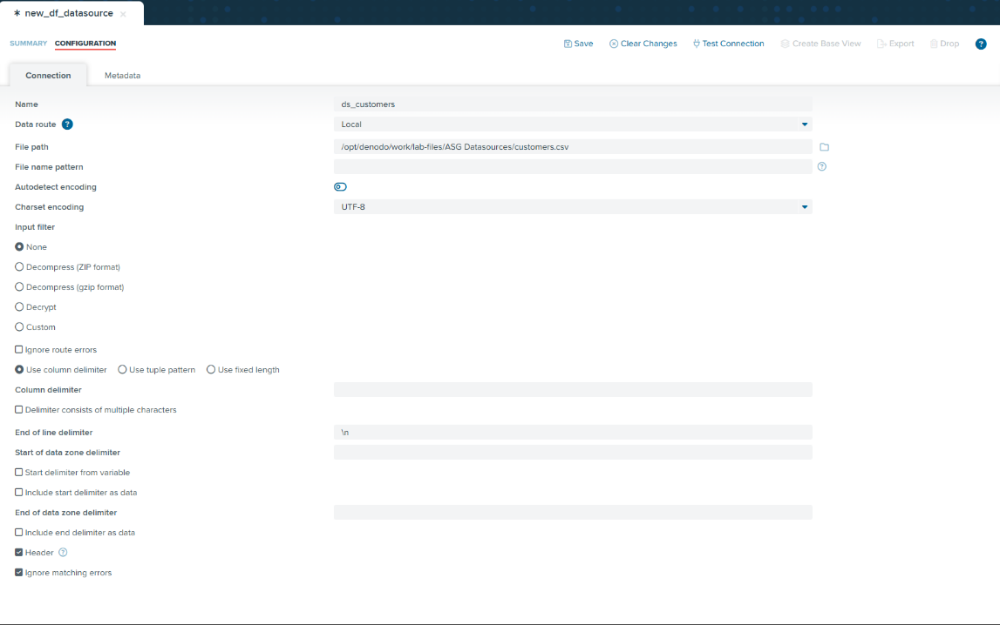 * new_df_datasource ×
SUMMARY CONFIGURATION Save Clear Changes Test Connection Create Base View Export Drop ?
Connection Metadata
Name ds_customers
Data route ? Local
File path /opt/denodo/work/lab-files/ASG Datasources/customers.csv
File name pattern ?
Autodetect encoding
Charset encoding UTF-8
Input filter
None
Decompress (ZIP format)
Decompress (gzip format)
Decrypt
Custom
Ignore route errors
Use column delimiter Use tuple pattern Use fixed length
Column delimiter
Delimiter consists of multiple characters
End of line delimiter \n
Start of data zone delimiter
Start delimiter from variable
Include start delimiter as data
End of data zone delimiter
Include end delimiter as data
Header ?
Ignore matching errors